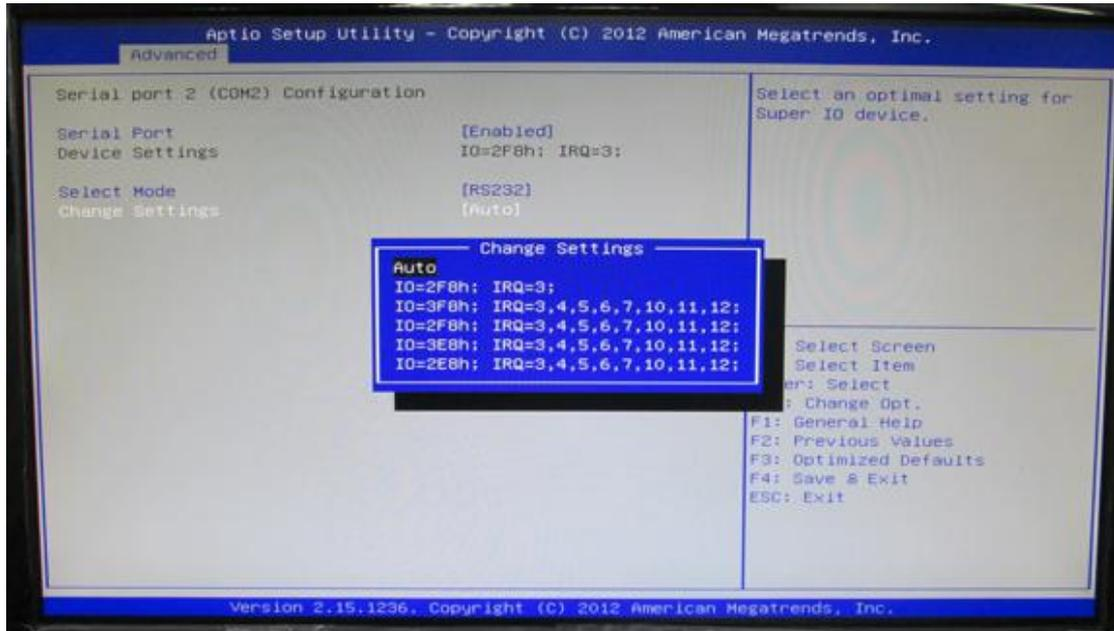 Aptio Setup Utility – Copyright (C) 2012 American Megatrends, Inc.
Advanced
Serial port 2 (COM2) Configuration
Serial Port [Enabled]
Device Settings IO=2F8h; IRQ=3;
Select Mode [RS232]
Change Settings [Auto]
Select an optimal setting for
Super IO device.
Change Settings
Auto
IO=2F8h; IRQ=3;
IO=3F8h; IRQ=3,4,5,6,7,10,11,12;
IO=2F8h; IRQ=3,4,5,6,7,10,11,12;
IO=3E8h; IRQ=3,4,5,6,7,10,11,12;
IO=2E8h; IRQ=3,4,5,6,7,10,11,12;
Select Screen
Select Item
er: Select
: Change Opt.
F1: General Help
F2: Previous Values
F3: Optimized Defaults
F4: Save & Exit
ESC: Exit
Version 2.15.1236. Copyright (C) 2012 American Megatrends, Inc.